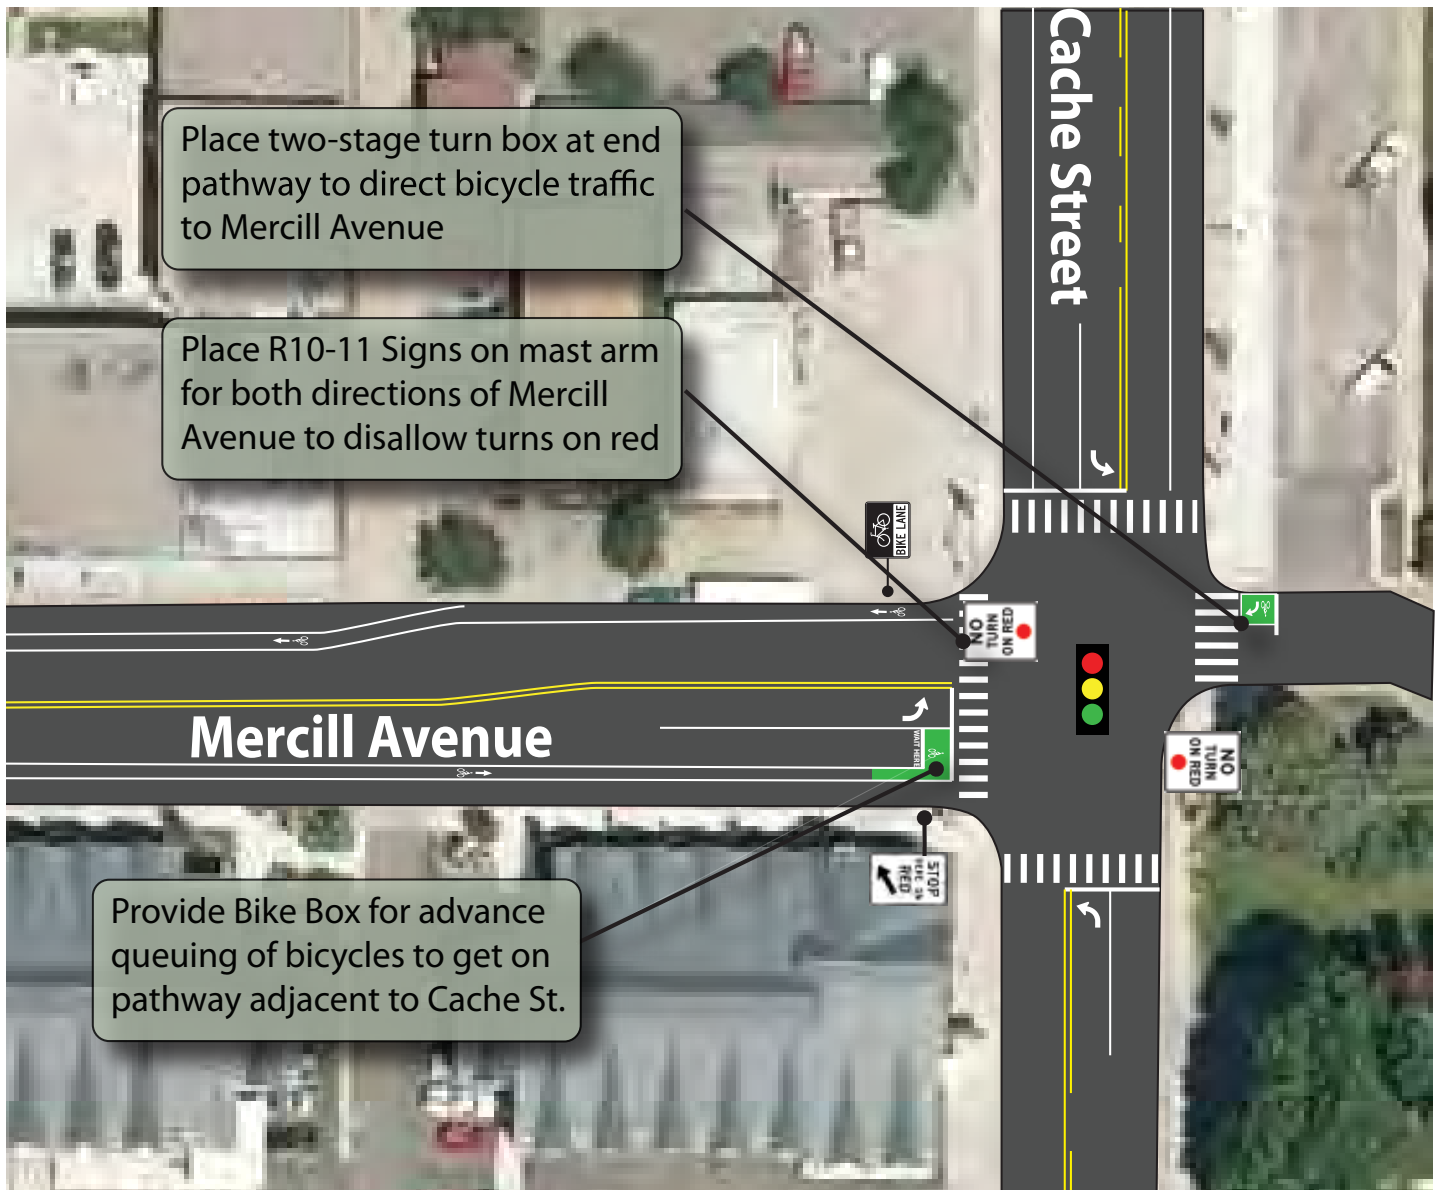 Cache Street
Place two-stage turn box at end
pathway to direct bicycle traffic
to Mercill Avenue
Place R10-11 Signs on mast arm
for both directions of Mercill
Avenue to disallow turns on red
BIKE LANE
NO
TURN
ON RED
Mercill Avenue
WAIT HERE
NO
TURN
ON RED
STOP
HERE ON
RED
Provide Bike Box for advance
queuing of bicycles to get on
pathway adjacent to Cache St.